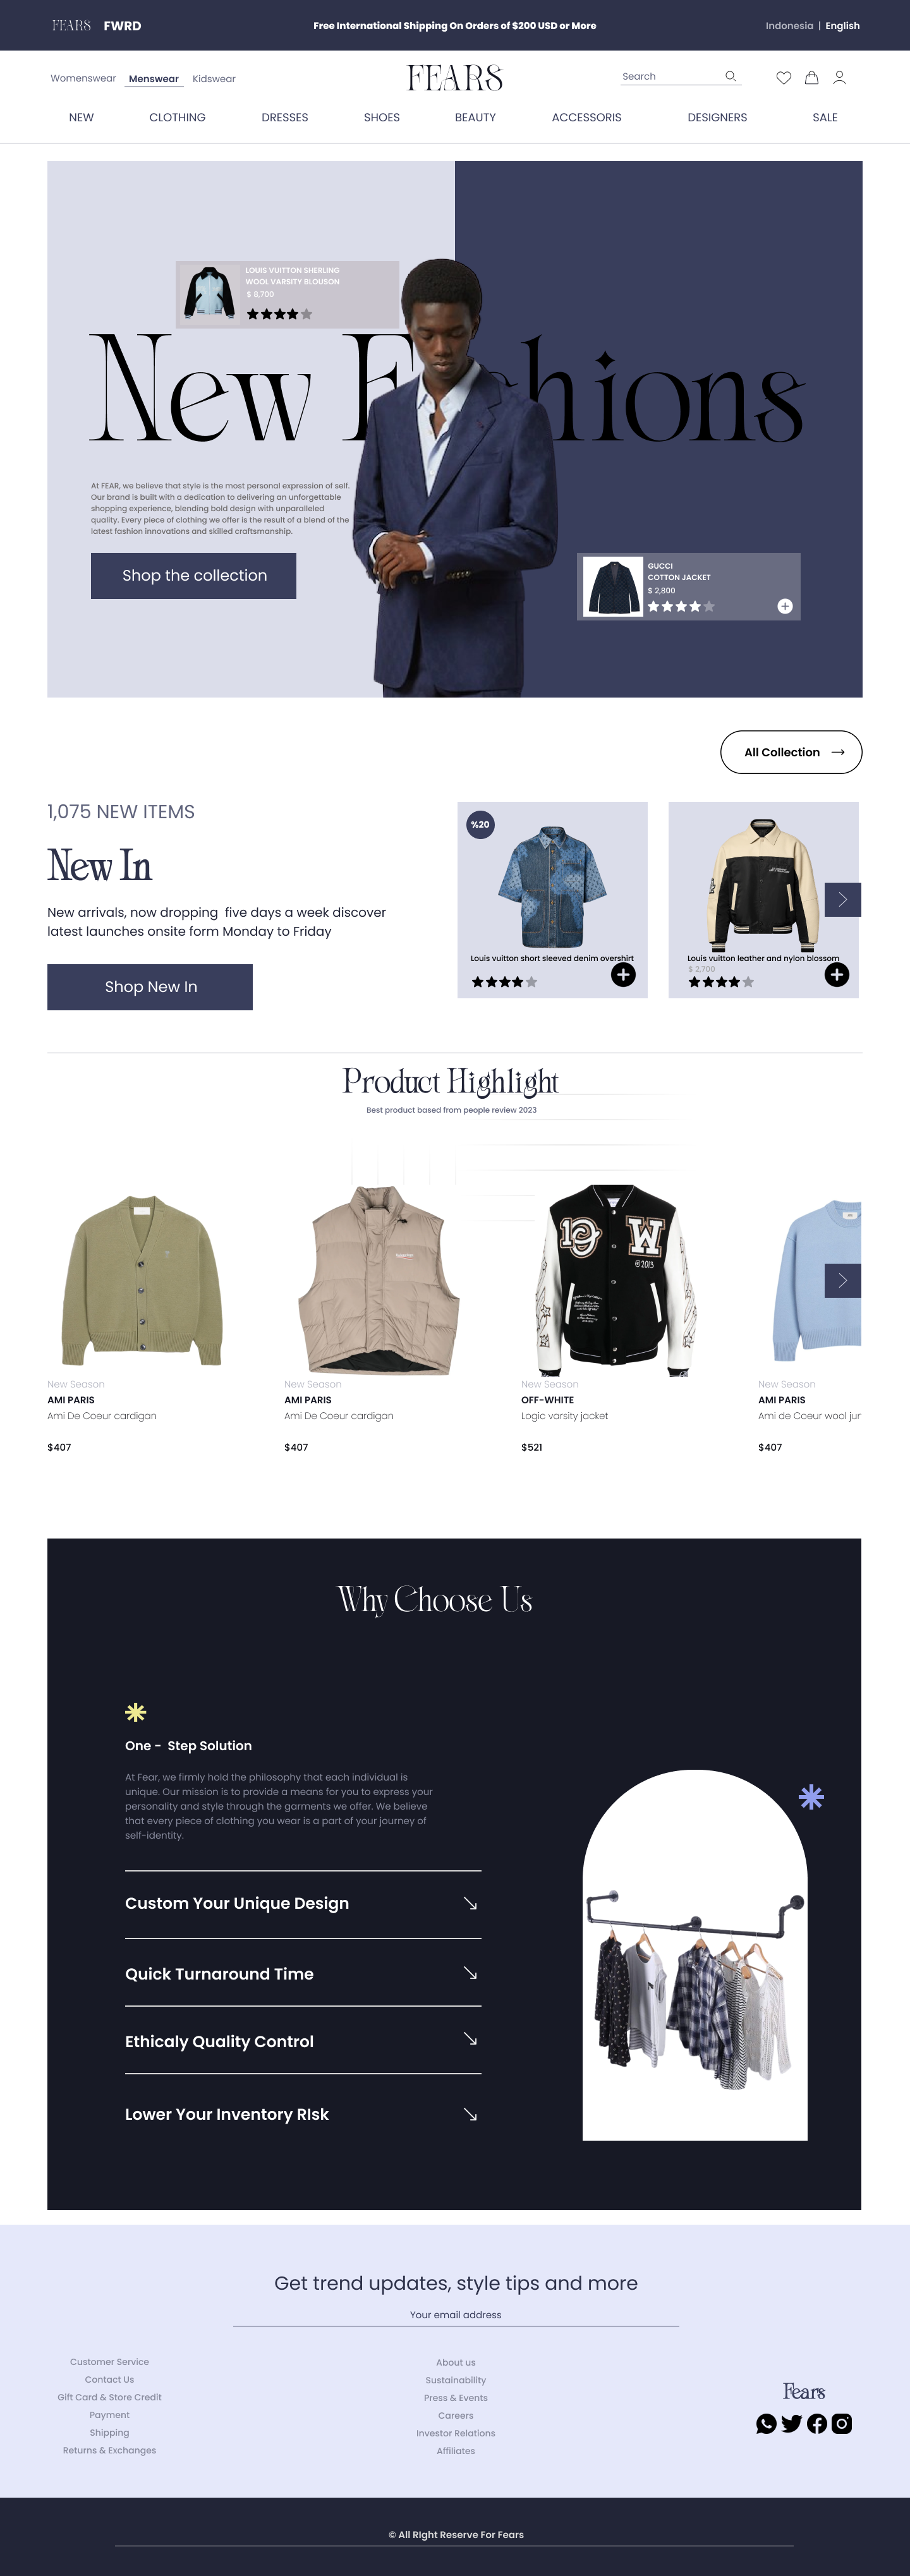 FEARS FWRD
Free International Shipping On Orders of $200 USD or More
Indonesia | English
Womenswear Menswear Kidswear
FEARS
Search
NEW CLOTHING DRESSES SHOES BEAUTY ACCESSORIS DESIGNERS SALE
LOUIS VUITTON SHERLING
WOOL VARSITY BLOUSON
$ 8,700
New F hions
At FEAR, we believe that style is the most personal expression of self.
Our brand is built with a dedication to delivering an unforgettable
shopping experience, blending bold design with unparalleled
quality. Every piece of clothing we offer is the result of a blend of the
latest fashion innovations and skilled craftsmanship.
Shop the collection
GUCCI
COTTON JACKET
$ 2,800
All Collection
1,075 NEW ITEMS
New In
New arrivals, now dropping five days a week discover
latest launches onsite form Monday to Friday
Shop New In
%20
Louis vuitton short sleeved denim overshirt
Louis vuitton leather and nylon blossom
$ 2,700
Product Highlight
Best product based from people review 2023
W
©2013
New Season
AMI PARIS
Ami De Coeur cardigan
$407
New Season
AMI PARIS
Ami De Coeur cardigan
$407
New Season
OFF-WHITE
Logic varsity jacket
$521
New Season
AMI PARIS
Ami de Coeur wool jur
$407
Why Choose Us
One - Step Solution
At Fear, we firmly hold the philosophy that each individual is
unique. Our mission is to provide a means for you to express your
personality and style through the garments we offer. We believe
that every piece of clothing you wear is a part of your journey of
self-identity.
Custom Your Unique Design
Quick Turnaround Time
Ethicaly Quality Control
Lower Your Inventory RIsk
Get trend updates, style tips and more
Your email address
Customer Service
Contact Us
Gift Card & Store Credit
Payment
Shipping
Returns & Exchanges
About us
Sustainability
Press & Events
Careers
Investor Relations
Affiliates
Fears
© All RIght Reserve For Fears